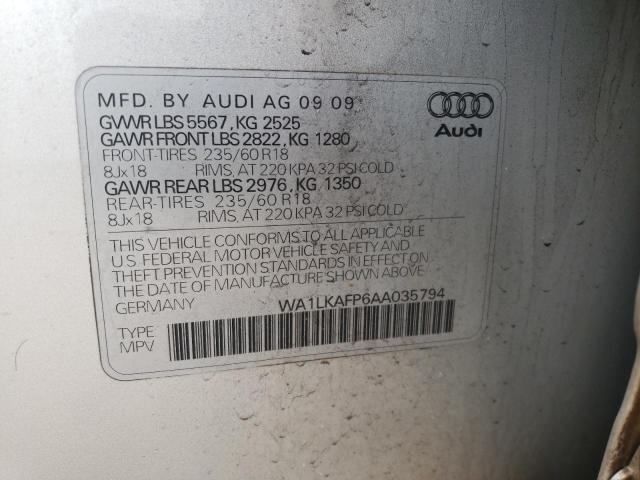 MFD. BY AUDI AG 09 09
GVWR LBS 5567, KG 2525
GAWR FRONT LBS 2822, KG 1280
FRONT-TIRES 235/60 R18
8Jx18 RIMS, AT 220 KPA 32 PSI COLD
GAWR REAR LBS 2976, KG 1350
REAR-TIRES 235/60 R18
8Jx18 RIMS, AT 220 KPA 32 PSI COLD
Audi
THIS VEHICLE CONFORMS TO ALL APPLICABLE
U.S FEDERAL MOTOR VEHICLE SAFETY AND
THEFT PREVENTION STANDARDS IN EFFECT ON
THE DATE OF MANUFACTURE SHOWN ABOVE
GERMANY WA1LKAFP6AA035794
TYPE
MPV